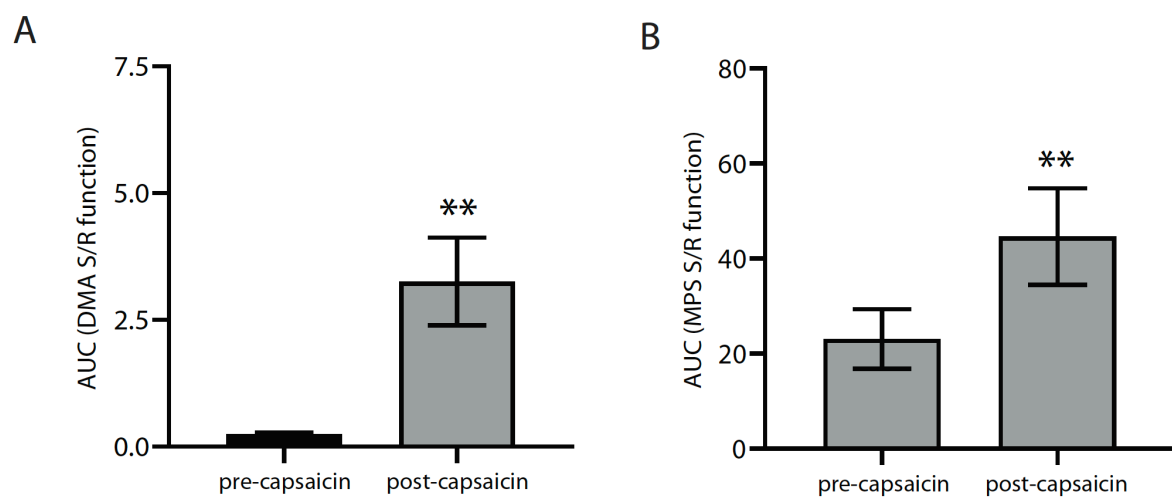 A
AUC (DMA S/R function)
7.5
5.0
2.5
0.0
**
pre-capsaicin
post-capsaicin
B
AUC (MPS S/R function)
80
60
40
20
0
**
pre-capsaicin
post-capsaicin